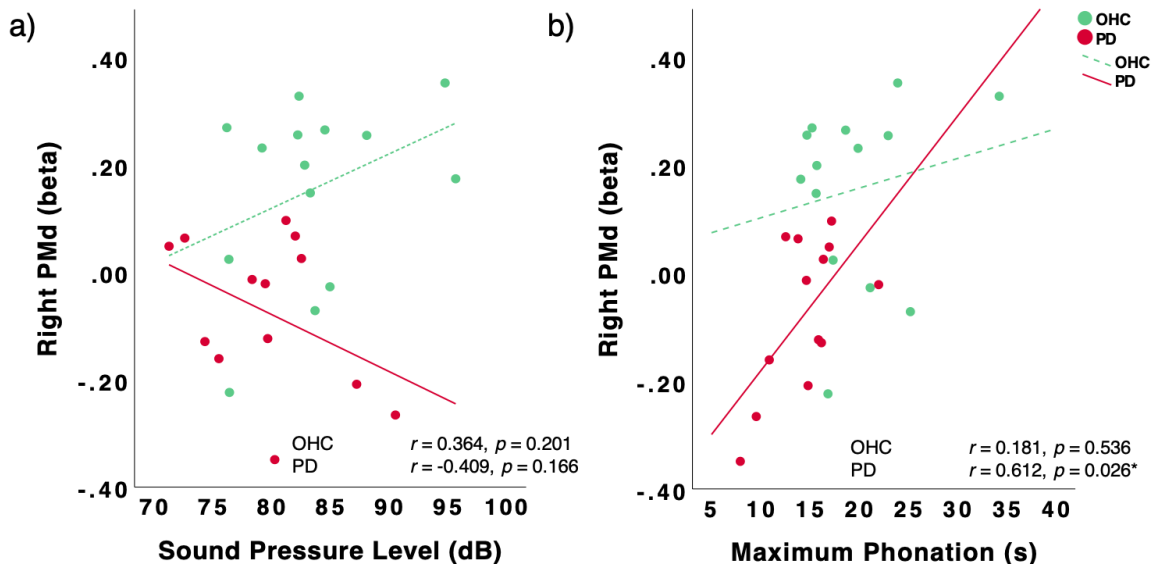 a)
.40
.20
.00
-.20
-.40
Right PMd (beta)
OHC r = 0.364, p = 0.201
PD r = -0.409, p = 0.166
70 75 80 85 90 95 100
Sound Pressure Level (dB)
b)
.40
.20
.00
-.20
-.40
Right PMd (beta)
OHC
PD
OHC
PD
OHC r = 0.181, p = 0.536
PD r = 0.612, p = 0.026*
5 10 15 20 25 30 35 40
Maximum Phonation (s)